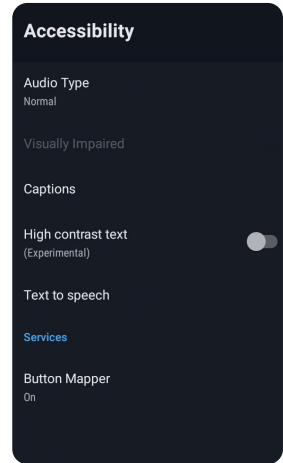 Accessibility
Audio Type
Normal
Visually Impaired
Captions
High contrast text
(Experimental)
Text to speech
Services
Button Mapper
On